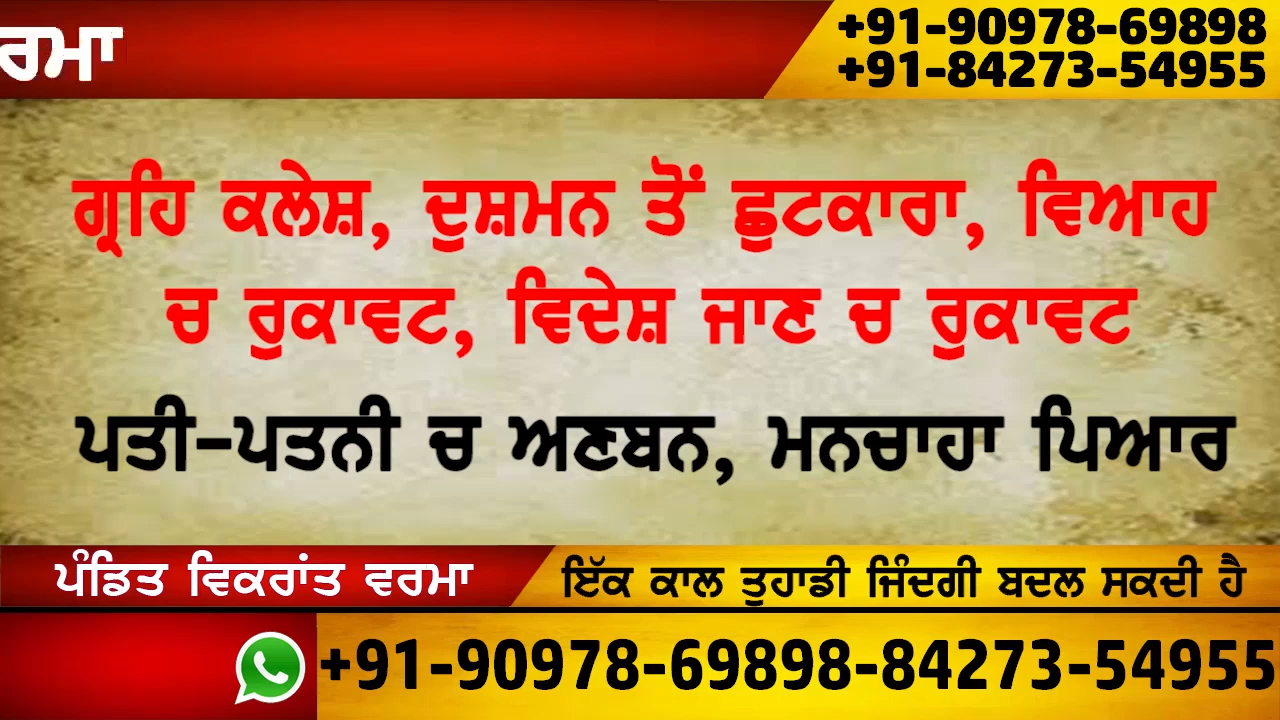 ਰਮਾ
+91-90978-69898
+91-84273-54955
ਗ੍ਰਹਿ ਕਲੇਸ਼, ਦੁਸ਼ਮਨ ਤੋਂ ਛੁਟਕਾਰਾ, ਵਿਆਹ
ਚ ਰੁਕਾਵਟ, ਵਿਦੇਸ਼ ਜਾਣ ਚ ਰੁਕਾਵਟ
ਪਤੀ-ਪਤਨੀ ਚ ਅਣਬਨ, ਮਨਚਾਹਾ ਪਿਆਰ
ਪੰਡਿਤ ਵਿਕਰਾਂਤ ਵਰਮਾ
ਇੱਕ ਕਾਲ ਤੁਹਾਡੀ ਜਿੰਦਗੀ ਬਦਲ ਸਕਦੀ ਹੈ
+91-90978-69898-84273-54955